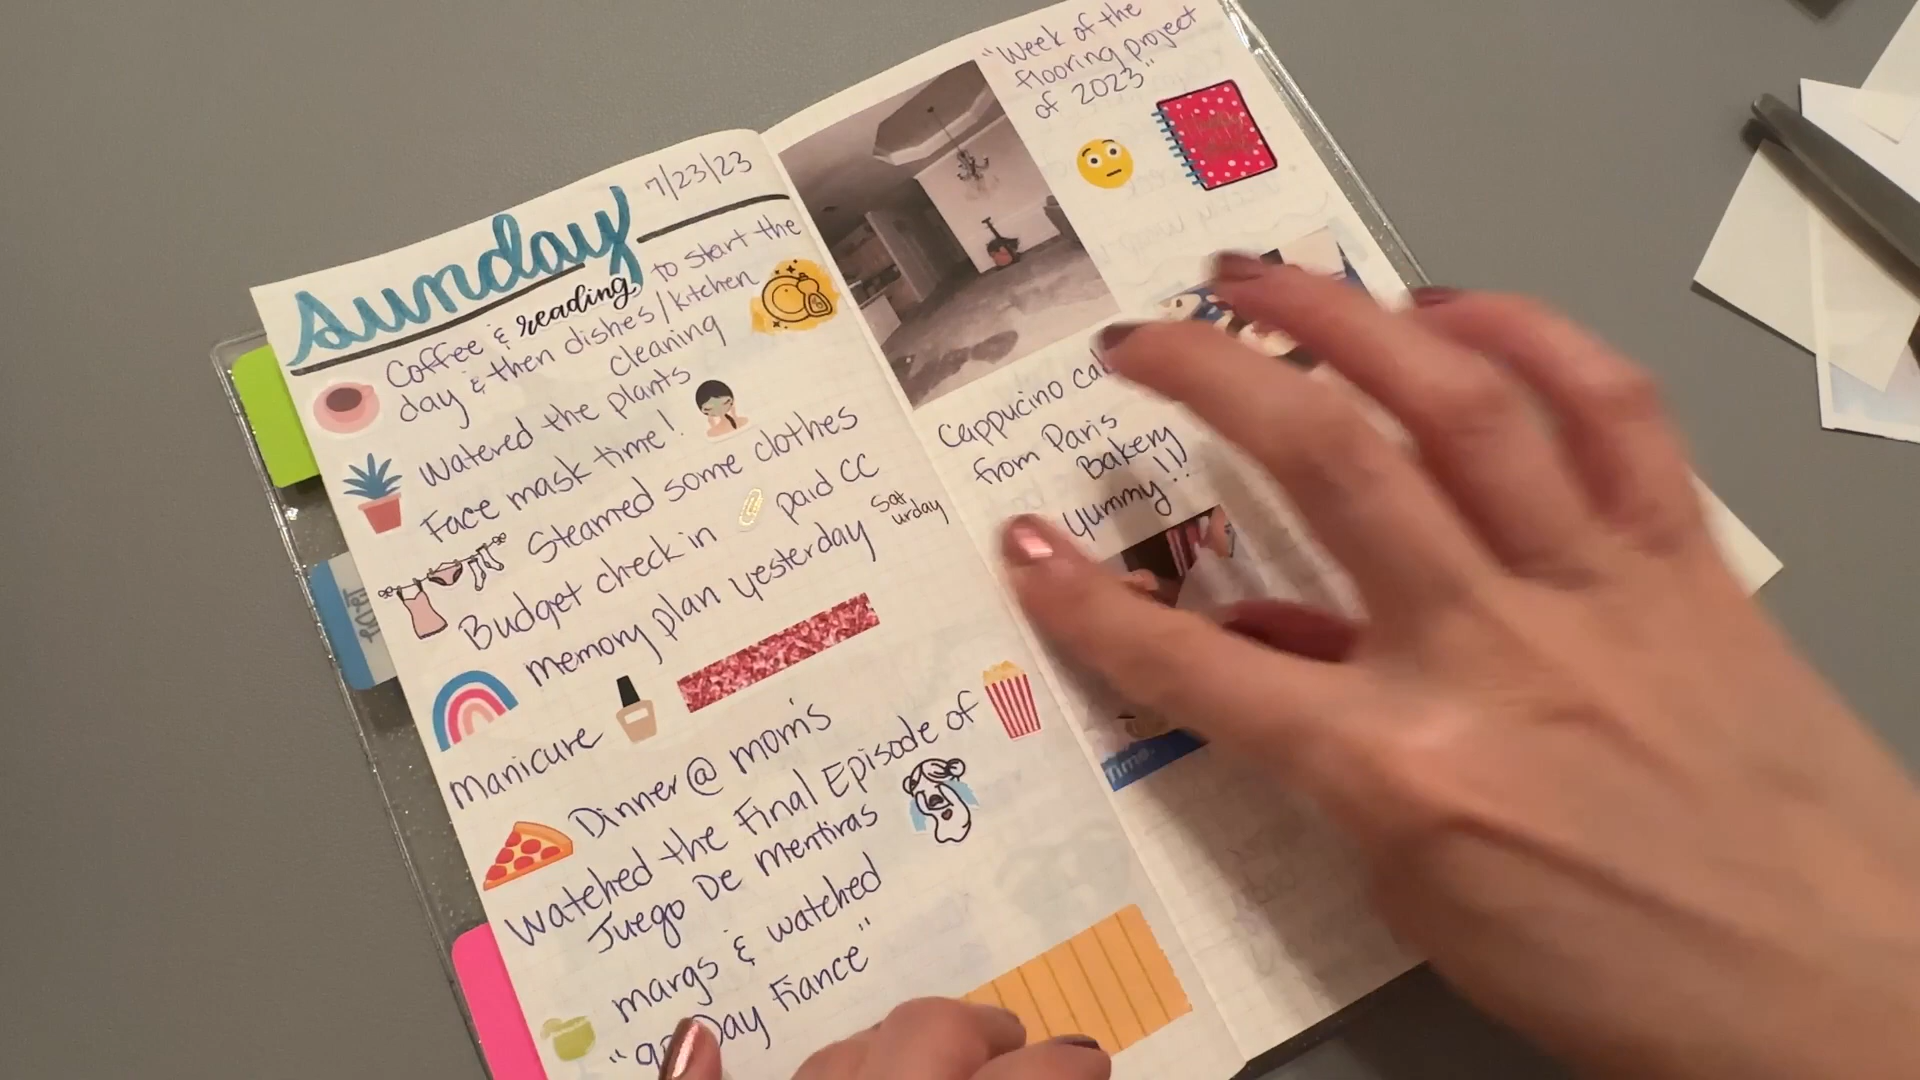 7/23/23
Sunday
Coffee & reading to start the
day & then dishes/kitchen
cleaning
Watered the plants
Face mask time!
Steamed some clothes
Budget check in paid CC
memory plan yesterday Sat
urday
manicure
Dinner @ mom's
Watched the Final Episode of
Juego De Mentiras
margs & watched
Day Fiance"
"Week of the
flooring project
of 2023"
Cappucino
from Paris
Bakery
Yummy!!
Time.